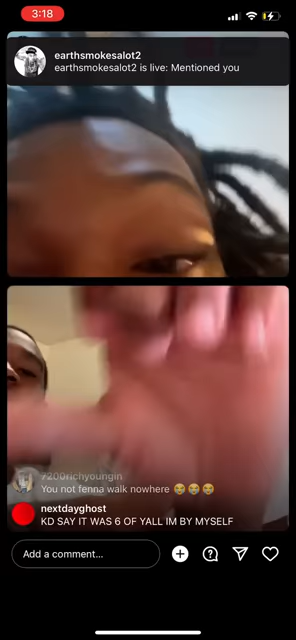 3:18
earthsmokesalot2
earthsmokesalot2 is live: Mentioned you
7200richyoungin
You not fenna walk nowhere 😭😭😭
nextdayghost
KD SAY IT WAS 6 OF YALL IM BY MYSELF
Add a comment...